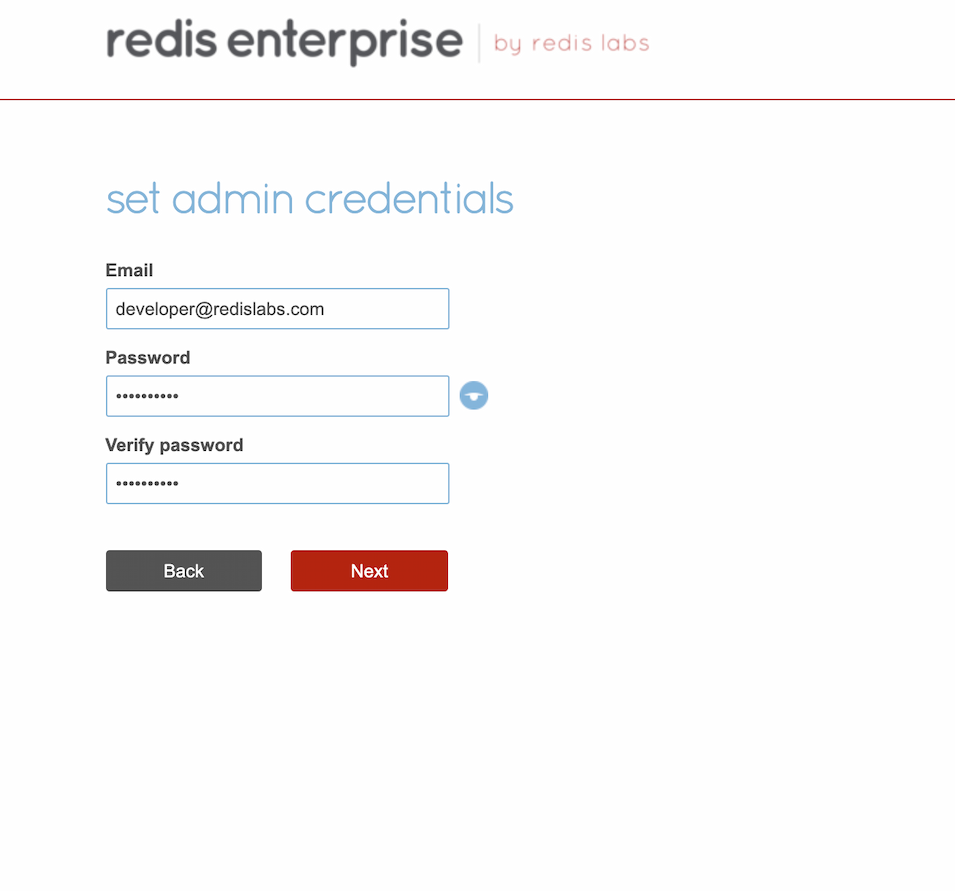 redis enterprise | by redis labs
set admin credentials
Email
developer@redislabs.com
Password
••••••••••
Verify password
••••••••••
Back Next